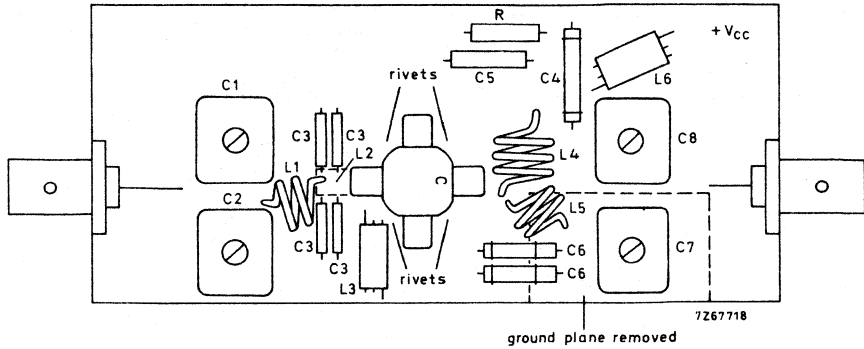 R
+ VCC
C5
C4
L6
rivets
C1
C3
C3
L2
L4
C8
L1
C
C2
L5
C3
C3
C6
C7
L3
rivets
C6
7Z67718
ground plane removed